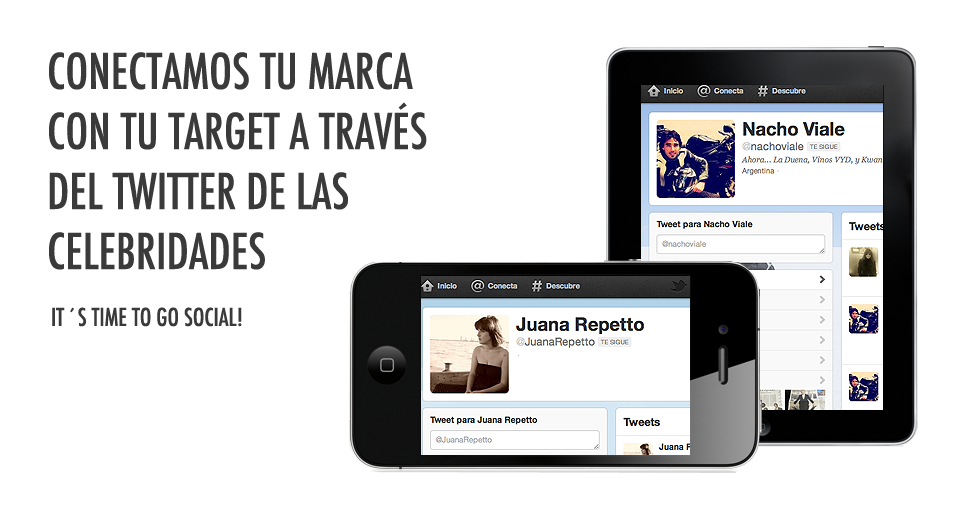 CONECTAMOS TU MARCA
CON TU TARGET A TRAVÉS
DEL TWITTER DE LAS
CELEBRIDADES
IT ´S TIME TO GO SOCIAL!
Inicio @ Conecta # Descubre
Nacho Viale
@nachoviale TE SIGUE
Ahora... La Duena, Vinos VYD, y Kwan
Argentina ·
Tweet para Nacho Viale
@nachoviale
Tweets
Inicio @ Conecta # Descubre
Juana Repetto
@JuanaRepetto TE SIGUE
Tweet para Juana Repetto
@JuanaRepetto
Tweets
Juana F